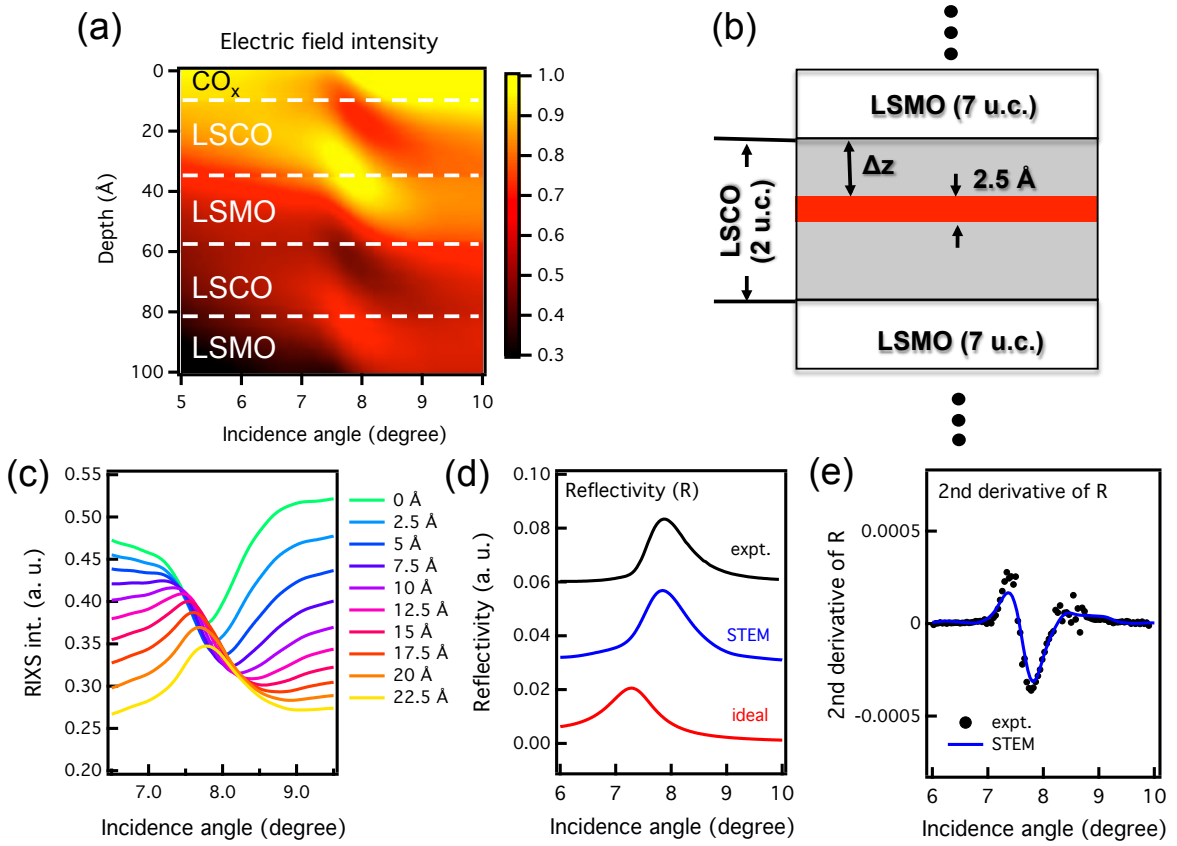 (a)
Electric field intensity
COx
LSCO
LSMO
LSCO
LSMO
0
20
40
60
80
100
Depth (Å)
5
6
7
8
9
10
Incidence angle (degree)
1.0
0.9
0.8
0.7
0.6
0.5
0.4
0.3
(b)
LSMO (7 u.c.)
Δz
2.5 Å
LSCO
(2 u.c.)
LSMO (7 u.c.)
(c)
0.55
0.50
0.45
0.40
0.35
0.30
0.25
0.20
RIXS int. (a. u.)
7.0
8.0
9.0
Incidence angle (degree)
0 Å
2.5 Å
5 Å
7.5 Å
10 Å
12.5 Å
15 Å
17.5 Å
20 Å
22.5 Å
(d)
Reflectivity (R)
0.10
0.08
0.06
0.04
0.02
0.00
Reflectivity (a. u.)
expt.
STEM
ideal
6
7
8
9
10
Incidence angle (degree)
(e)
2nd derivative of R
0.0005
0
-0.0005
2nd derivative of R
expt.
STEM
6
7
8
9
10
Incidence angle (degree)